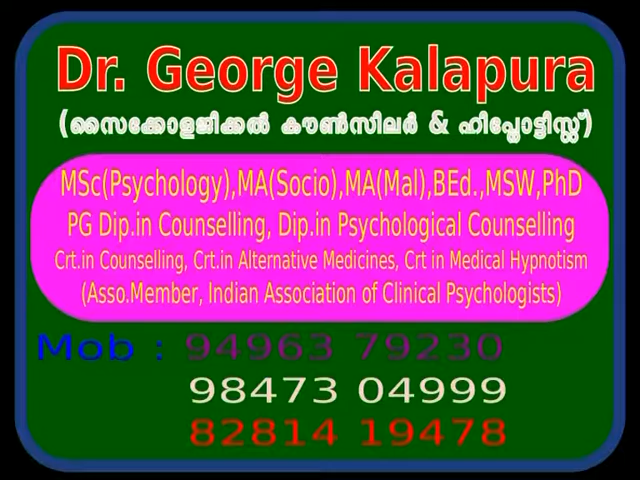 Dr. George Kalapura
(സൈക്കോളജിക്കൽ കൗൺസിലർ & ഹിപ്നോട്ടിസ്റ്റ്)
MSc(Psychology),MA(Socio),MA(Mal),BEd.,MSW,PhD
PG Dip.in Counselling, Dip.in Psychological Counselling
Crt.in Counselling, Crt.in Alternative Medicines, Crt in Medical Hypnotism
(Asso.Member, Indian Association of Clinical Psychologists)
Mob : 94963 79230
98473 04999
82814 19478